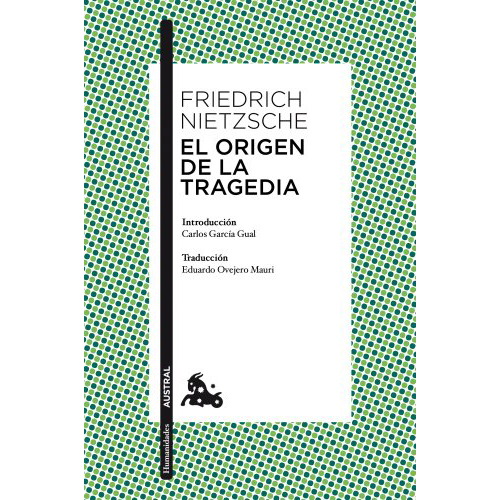 FRIEDRICH
NIETZSCHE
EL ORIGEN
DE LA
TRAGEDIA
Introducción
Carlos García Gual
Traducción
Eduardo Ovejero Mauri
Humanidades AUSTRAL